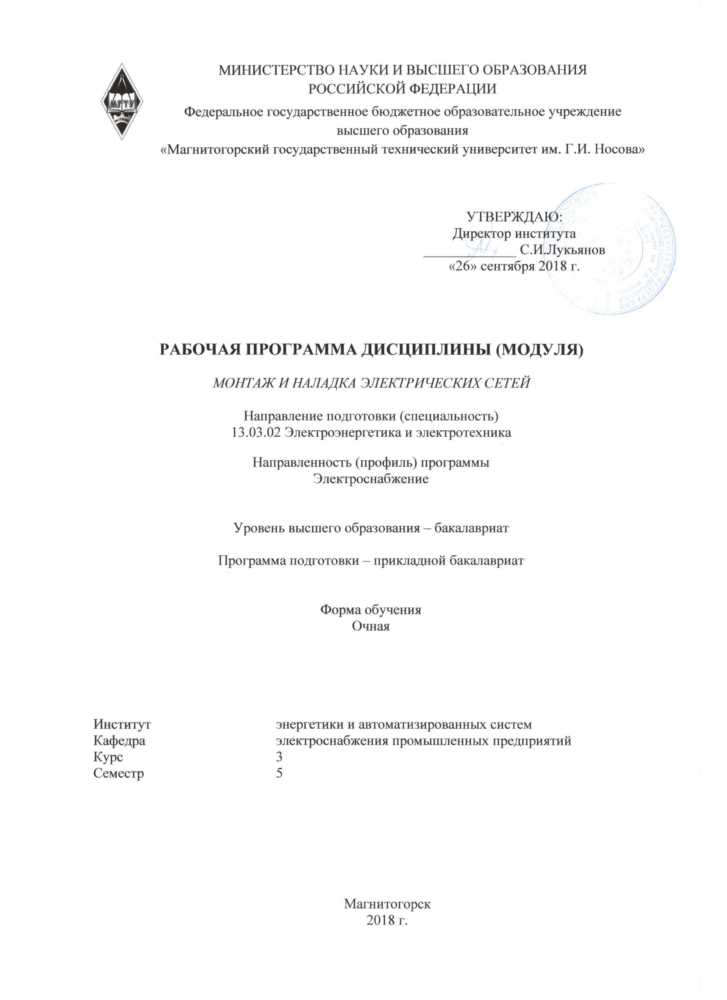 МИНИСТЕРСТВО НАУКИ И ВЫСШЕГО ОБРАЗОВАНИЯ
РОССИЙСКОЙ ФЕДЕРАЦИИ
Федеральное государственное бюджетное образовательное учреждение
высшего образования
«Магнитогорский государственный технический университет им. Г.И. Носова»
МГТУ
УТВЕРЖДАЮ:
Директор института
______________ С.И.Лукьянов
«26» сентября 2018 г.
РАБОЧАЯ ПРОГРАММА ДИСЦИПЛИНЫ (МОДУЛЯ)
МОНТАЖ И НАЛАДКА ЭЛЕКТРИЧЕСКИХ СЕТЕЙ
Направление подготовки (специальность)
13.03.02 Электроэнергетика и электротехника
Направленность (профиль) программы
Электроснабжение
Уровень высшего образования – бакалавриат
Программа подготовки – прикладной бакалавриат
Форма обучения
Очная
Институт энергетики и автоматизированных систем
Кафедра электроснабжения промышленных предприятий
Курс 3
Семестр 5
Магнитогорск
2018 г.